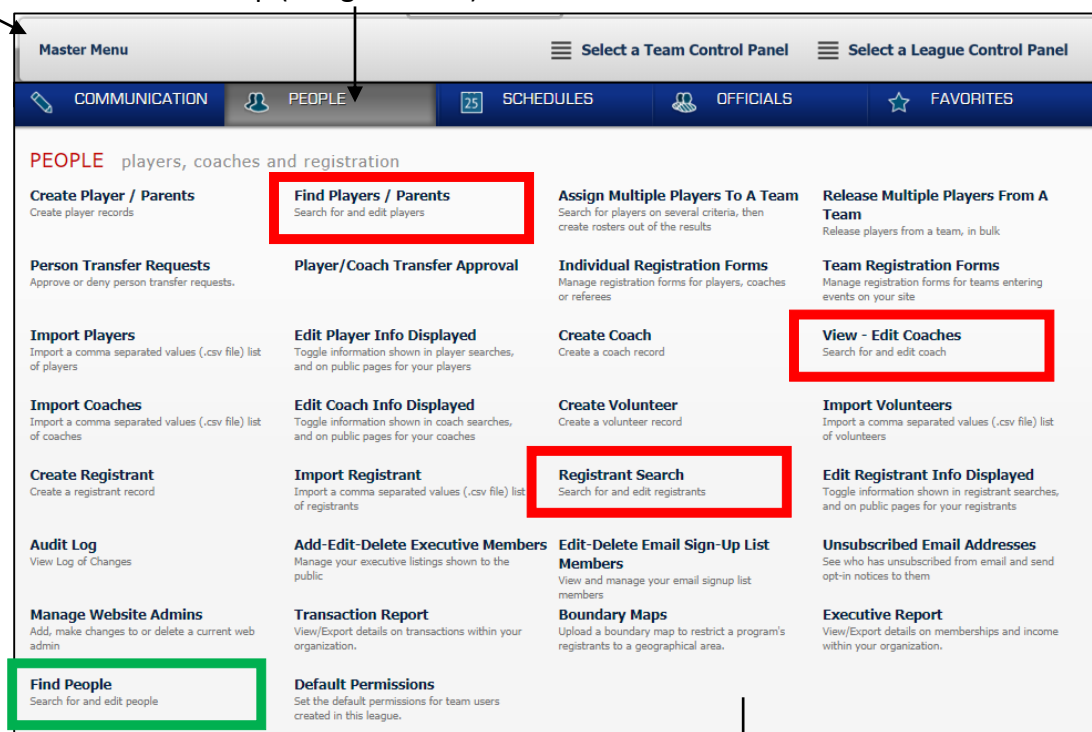 Master Menu
Select a Team Control Panel
Select a League Control Panel
COMMUNICATION
PEOPLE
25
SCHEDULES
OFFICIALS
FAVORITES
PEOPLE players, coaches and registration
Create Player / Parents
Create player records
Find Players / Parents
Search for and edit players
Assign Multiple Players To A Team
Search for players on several criteria, then
create rosters out of the results
Release Multiple Players From A
Team
Release players from a team, in bulk
Person Transfer Requests
Approve or deny person transfer requests.
Player/Coach Transfer Approval
Individual Registration Forms
Manage registration forms for players, coaches
or referees
Team Registration Forms
Manage registration forms for teams entering
events on your site
Import Players
Import a comma separated values (.csv file) list
of players
Edit Player Info Displayed
Toggle information shown in player searches,
and on public pages for your players
Create Coach
Create a coach record
View - Edit Coaches
Search for and edit coach
Import Coaches
Import a comma separated values (.csv file) list
of coaches
Edit Coach Info Displayed
Toggle information shown in coach searches,
and on public pages for your coaches
Create Volunteer
Create a volunteer record
Import Volunteers
Import a comma separated values (.csv file) list
of volunteers
Create Registrant
Create a registrant record
Import Registrant
Import a comma separated values (.csv file) list
of registrants
Registrant Search
Search for and edit registrants
Edit Registrant Info Displayed
Toggle information shown in registrant searches,
and on public pages for your registrants
Audit Log
View Log of Changes
Add-Edit-Delete Executive Members
Manage your executive listings shown to the
public
Edit-Delete Email Sign-Up List
Members
View and manage your email signup list
members
Unsubscribed Email Addresses
See who has unsubscribed from email and send
opt-in notices to them
Manage Website Admins
Add, make changes to or delete a current web
admin
Transaction Report
View/Export details on transactions within your
organization.
Boundary Maps
Upload a boundary map to restrict a program's
registrants to a geographical area.
Executive Report
View/Export details on memberships and income
within your organization.
Find People
Search for and edit people
Default Permissions
Set the default permissions for team users
created in this league.